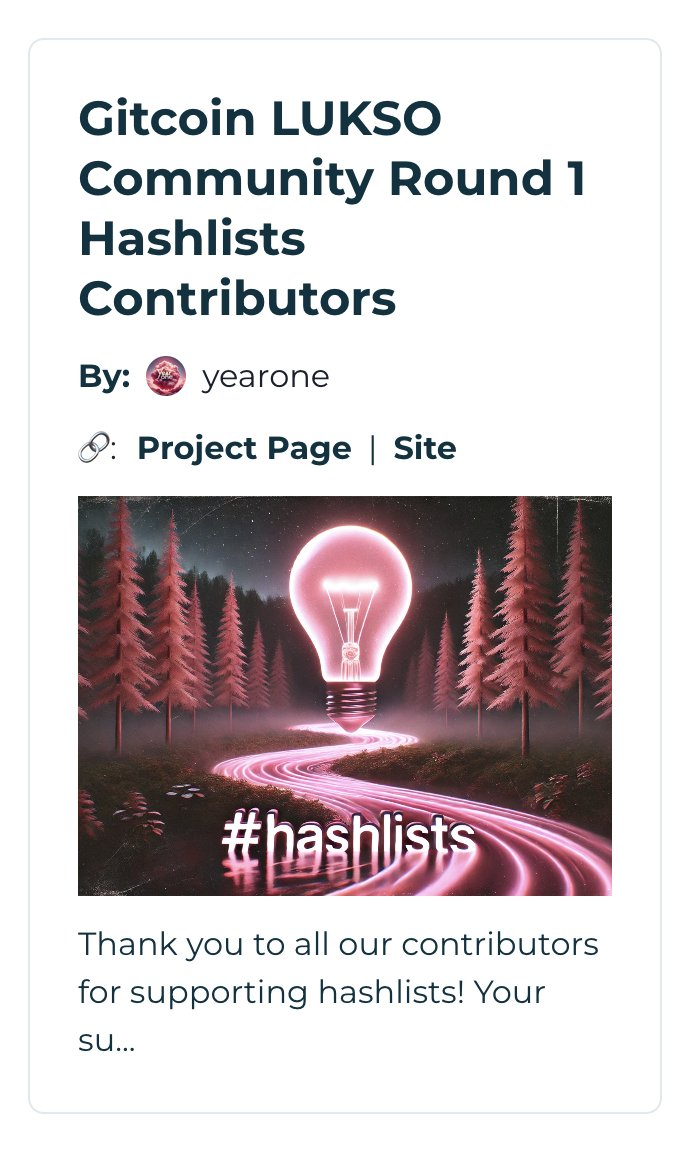 Gitcoin LUKSO
Community Round 1
Hashlists
Contributors
By: yearone
🔗: Project Page | Site
#hashlists
Thank you to all our contributors
for supporting hashlists! Your
su...